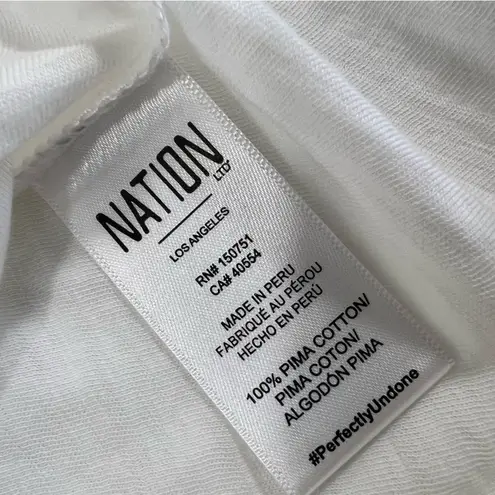 NATION
LTD
LOS ANGELES
RN# 150751
CA# 40554
MADE IN PERU
FABRIQUÉ AU PÉROU
HECHO EN PERÚ
100% PIMA COTTON/
PIMA COTON/
ALGODÓN PIMA
#PerfectlyUndone